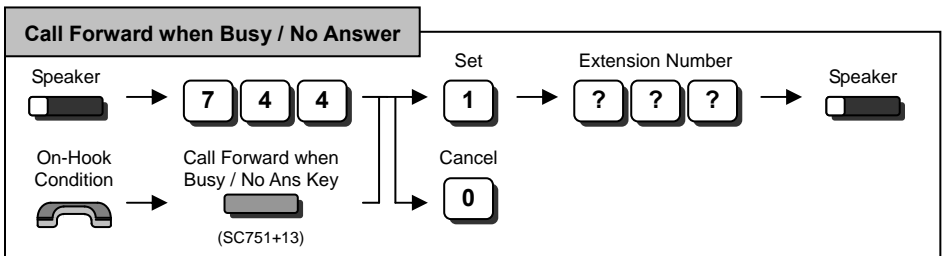 Call Forward when Busy / No Answer
Speaker
7 4 4
Set
1
Extension Number
? ? ?
Speaker
On-Hook
Condition
Call Forward when
Busy / No Ans Key
(SC751+13)
Cancel
0